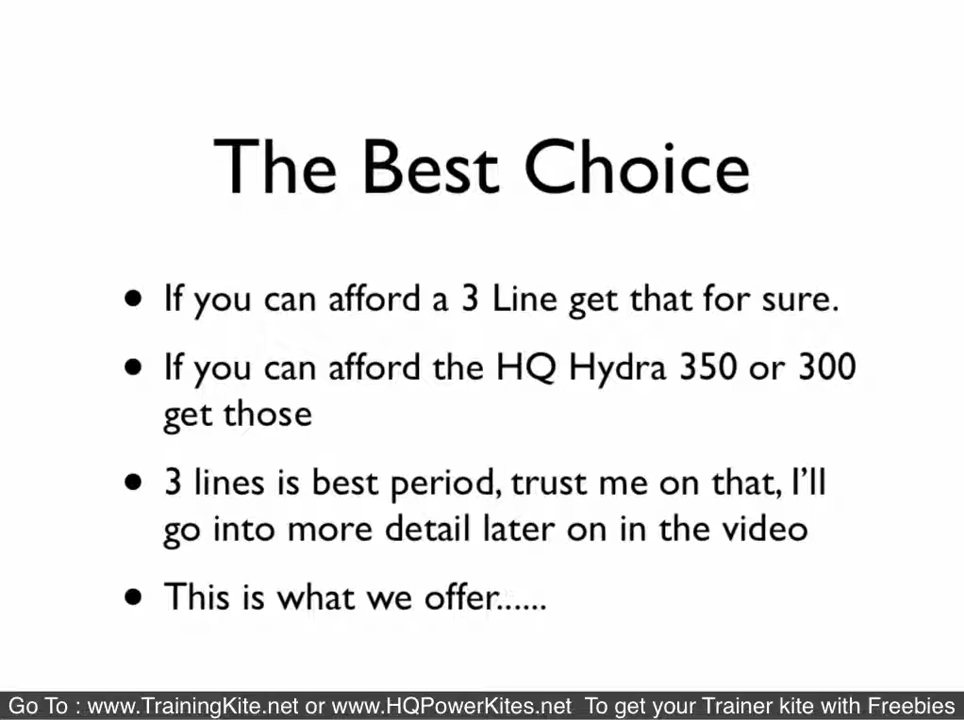 The Best Choice
• If you can afford a 3 Line get that for sure.
• If you can afford the HQ Hydra 350 or 300
get those
• 3 lines is best period, trust me on that, I'll
go into more detail later on in the video
• This is what we offer......
Go To : www.TrainingKite.net or www.HQPowerKites.net  To get your Trainer kite with Freebies